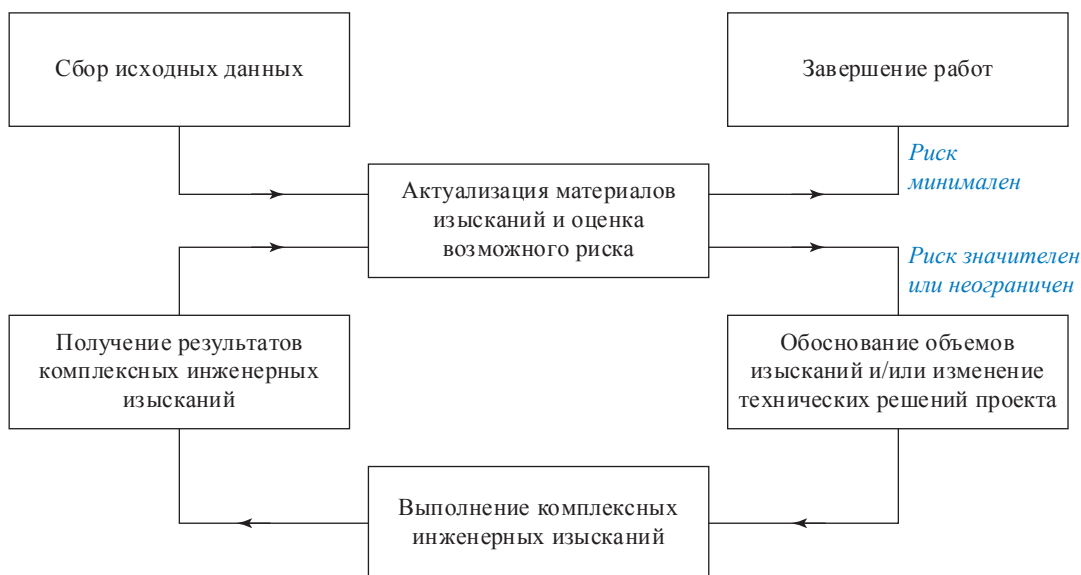 Сбор исходных данных
Завершение работ
Риск
минимален
Актуализация материалов
изысканий и оценка
возможного риска
Риск значителен
или неограничен
Получение результатов
комплексных инженерных
изысканий
Обоснование объемов
изысканий и/или изменение
технических решений проекта
Выполнение комплексных
инженерных изысканий